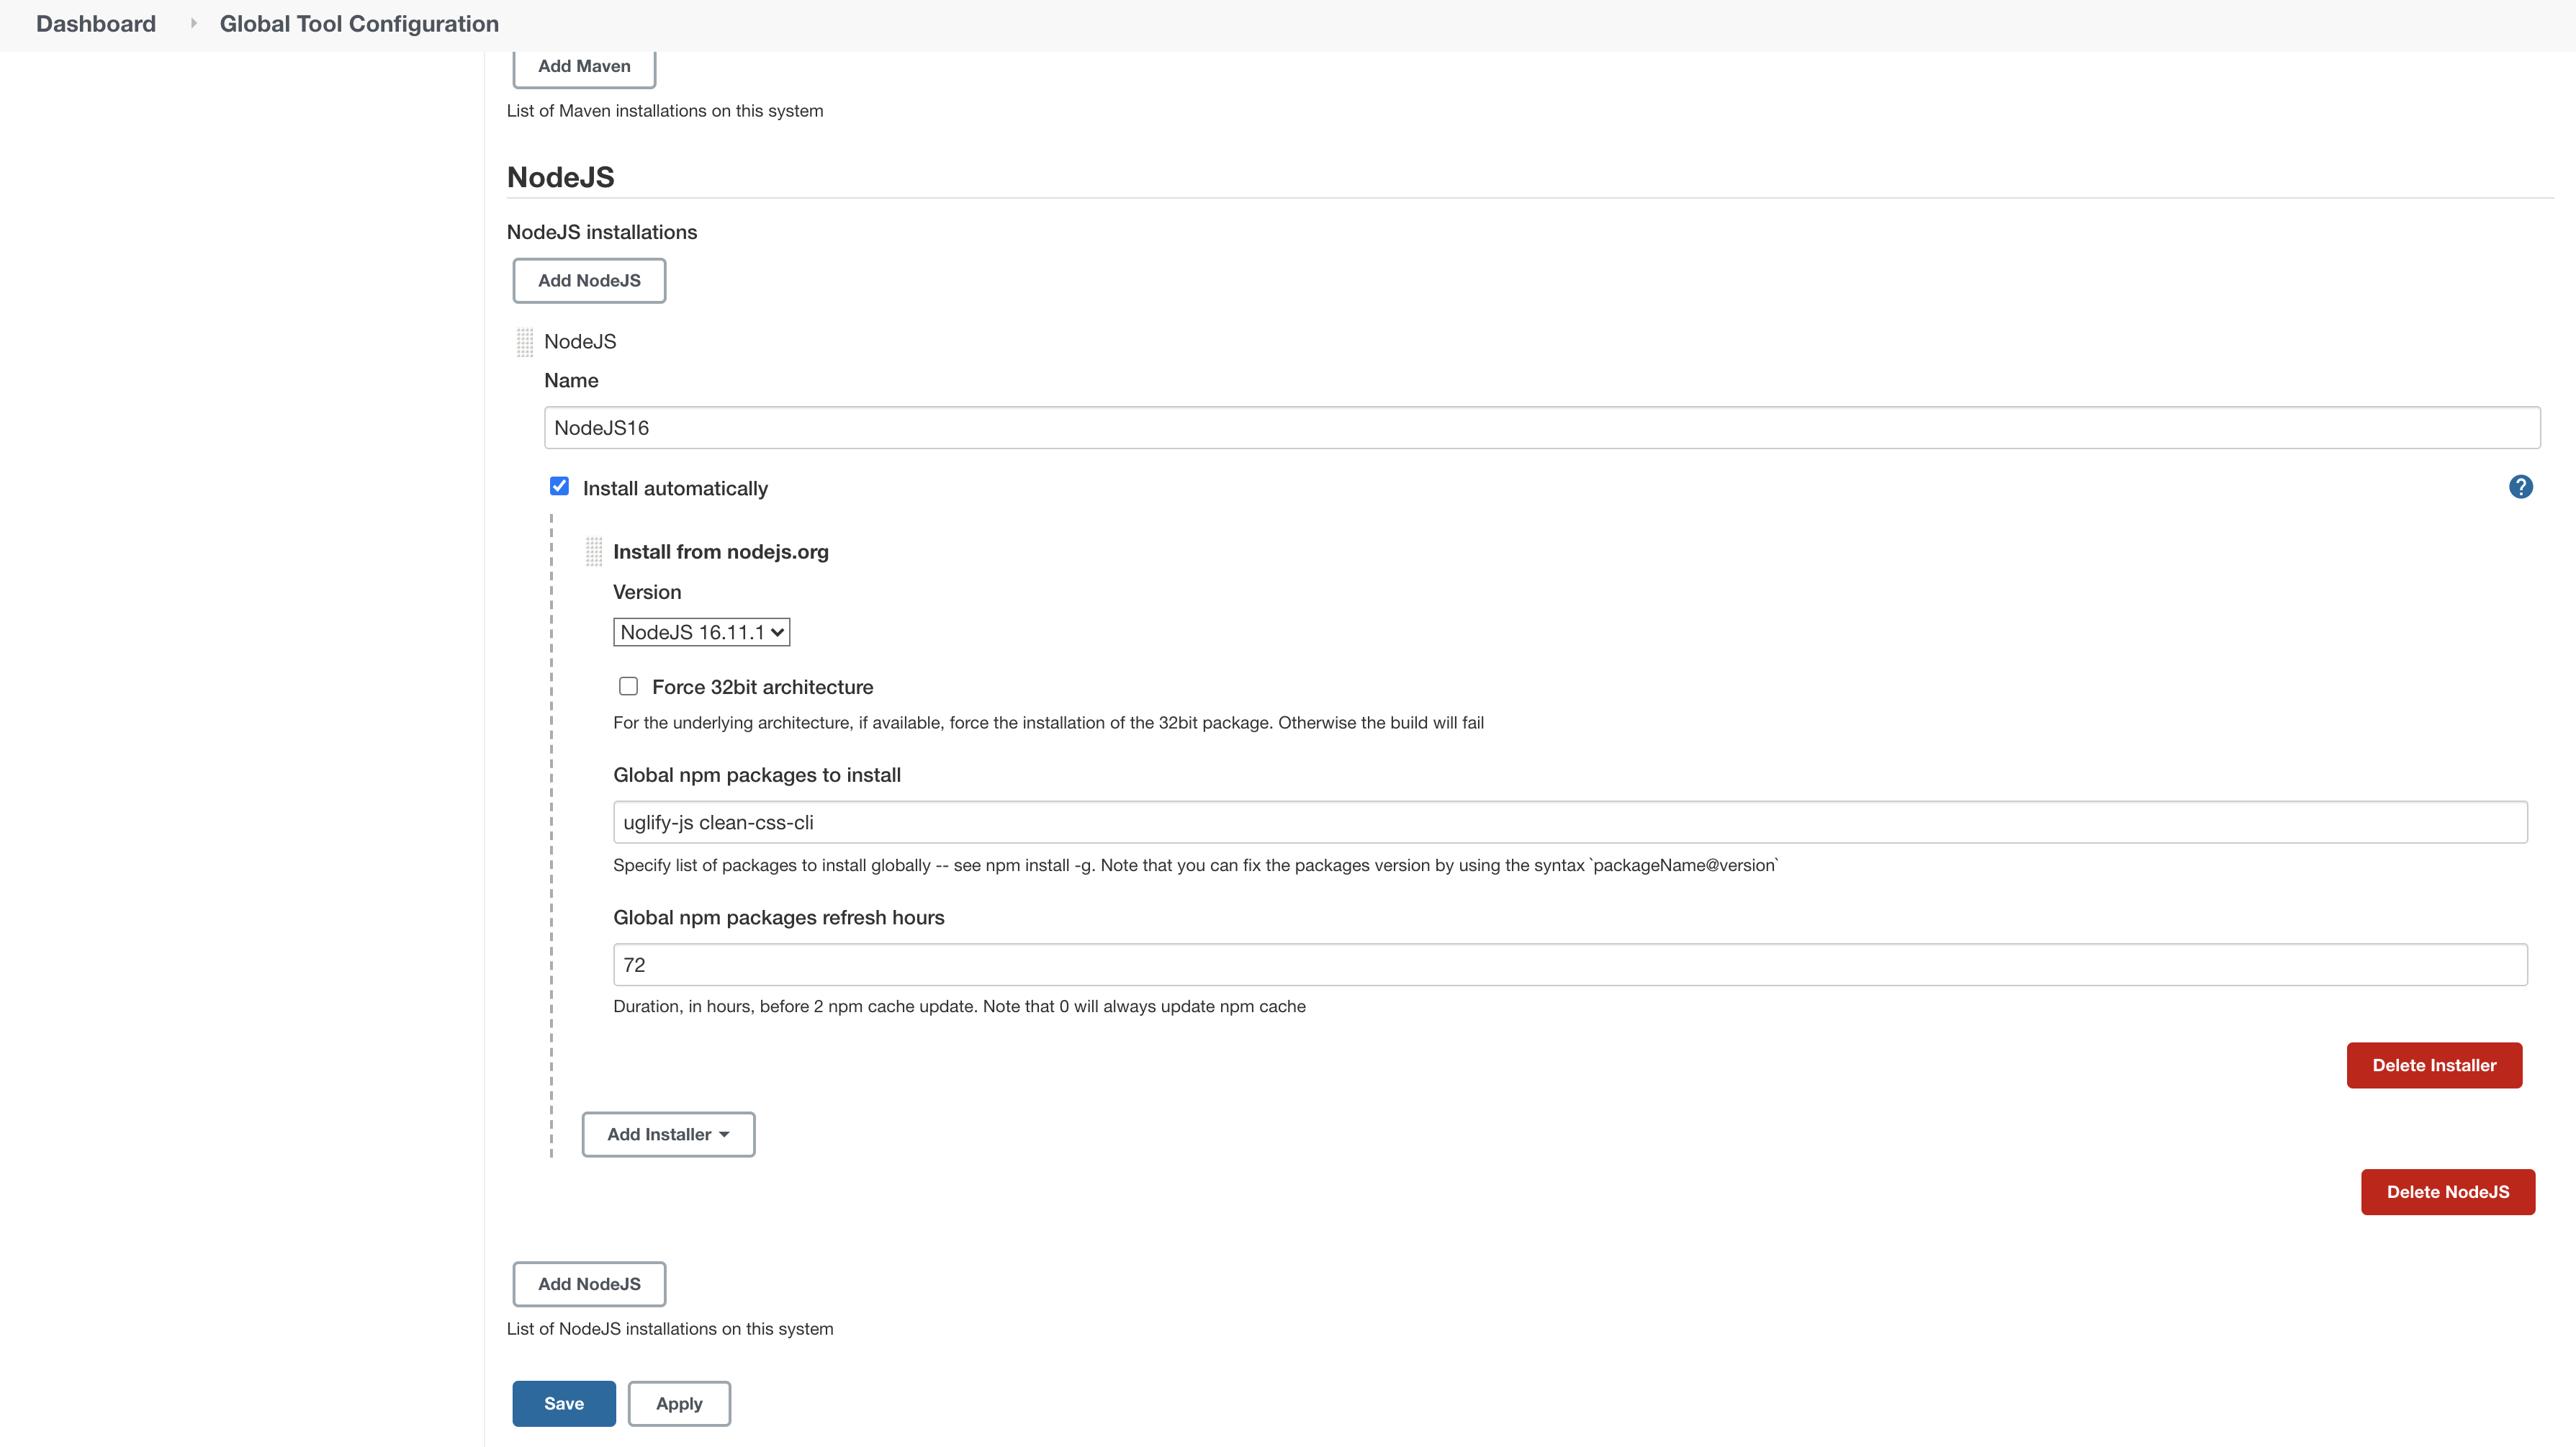 Dashboard
Global Tool Configuration
Add Maven
List of Maven installations on this system
NodeJS
NodeJS installations
Add NodeJS
NodeJS
Name
NodeJS16
Install automatically
?
Install from nodejs.org
Version
NodeJS 16.11.1
Force 32bit architecture
For the underlying architecture, if available, force the installation of the 32bit package. Otherwise the build will fail
Global npm packages to install
uglify-js clean-css-cli
Specify list of packages to install globally -- see npm install -g. Note that you can fix the packages version by using the syntax `packageName@version`
Global npm packages refresh hours
72
Duration, in hours, before 2 npm cache update. Note that 0 will always update npm cache
Delete Installer
Add Installer
Delete NodeJS
Add NodeJS
List of NodeJS installations on this system
Save
Apply